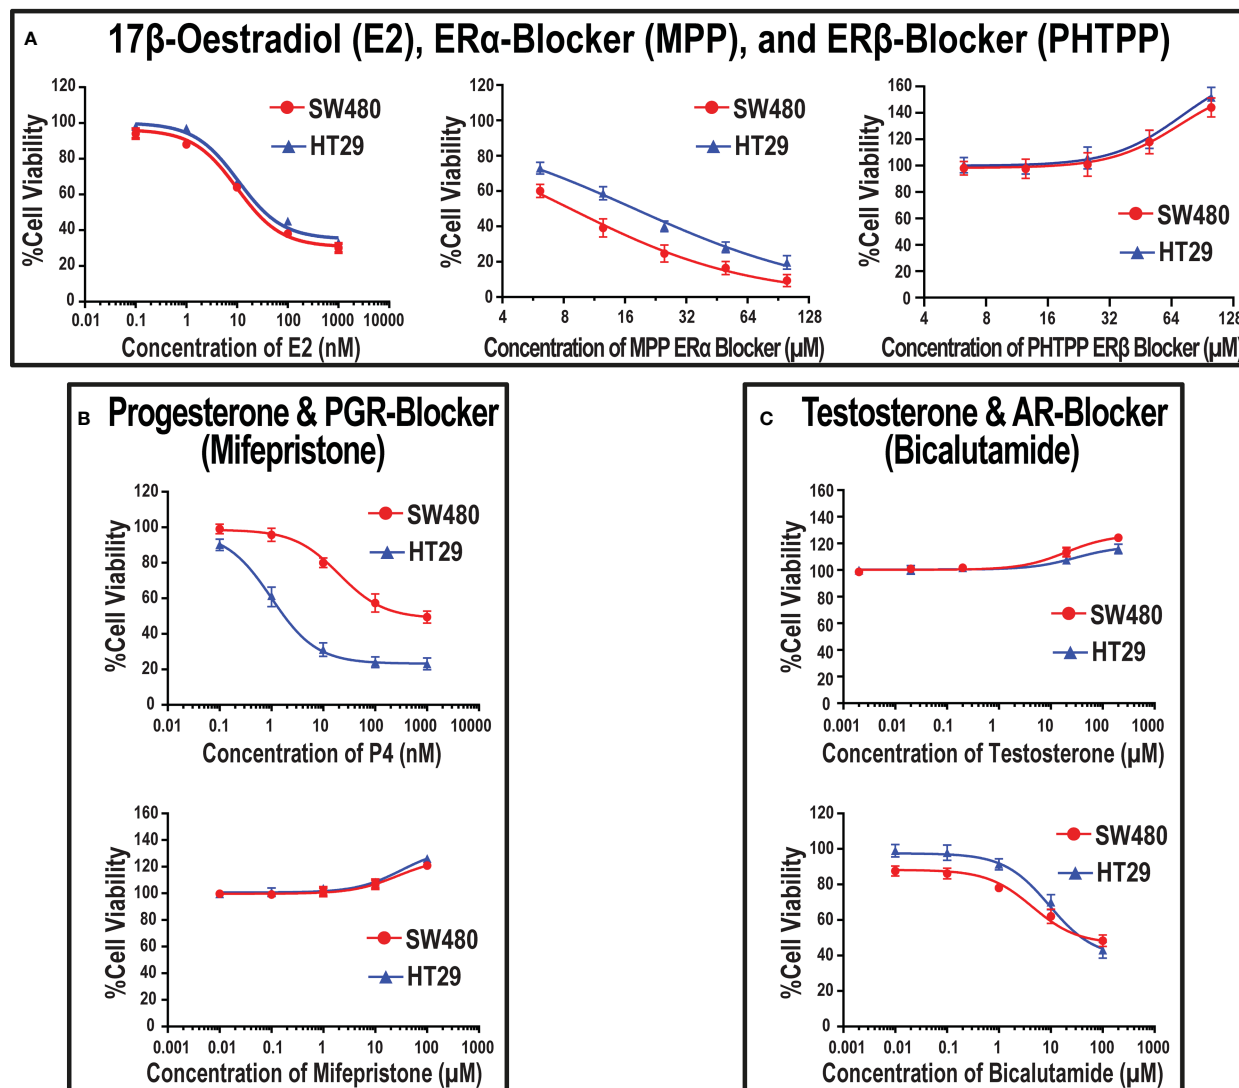 A
17β-Oestradiol (E2), ERα-Blocker (MPP), and ERβ-Blocker (PHTPP)
%Cell Viability
120
100
80
60
40
20
0
SW480
HT29
0.01 0.1 1 10 100 1000 10000
Concentration of E2 (nM)
%Cell Viability
120
100
80
60
40
20
0
SW480
HT29
4 8 16 32 64 128
Concentration of MPP ERα Blocker (µM)
%Cell Viability
160
140
120
100
80
60
40
20
0
SW480
HT29
4 8 16 32 64 128
Concentration of PHTPP ERβ Blocker (µM)
B
Progesterone & PGR-Blocker
(Mifepristone)
%Cell Viability
120
100
80
60
40
20
0
SW480
HT29
0.01 0.1 1 10 100 1000 10000
Concentration of P4 (nM)
%Cell Viability
160
140
120
100
80
60
40
20
0
SW480
HT29
0.001 0.01 0.1 1 10 100 1000
Concentration of Mifepristone (µM)
C
Testosterone & AR-Blocker
(Bicalutamide)
%Cell Viability
160
140
120
100
80
60
40
20
0
SW480
HT29
0.001 0.01 0.1 1 10 100 1000
Concentration of Testosterone (µM)
%Cell Viability
120
100
80
60
40
20
0
SW480
HT29
0.001 0.01 0.1 1 10 100 1000
Concentration of Bicalutamide (µM)